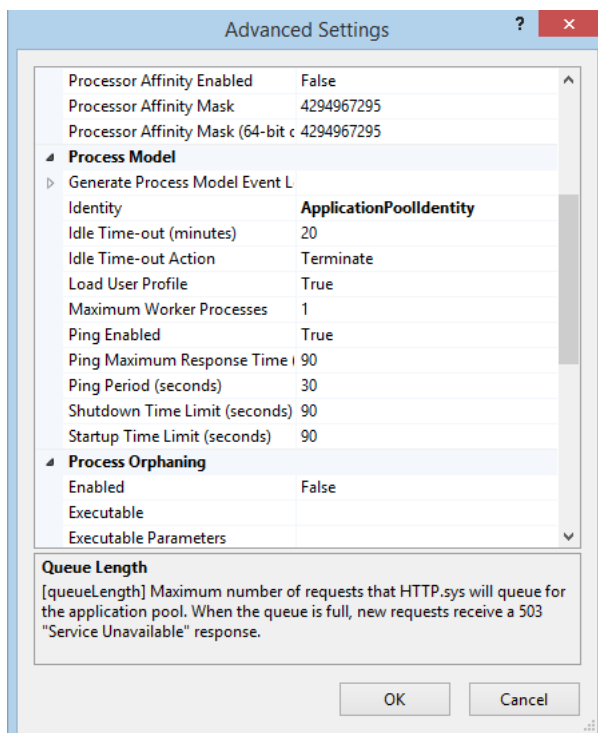 Advanced Settings
?
Processor Affinity Enabled False
Processor Affinity Mask 4294967295
Processor Affinity Mask (64-bit c 4294967295
Process Model
Generate Process Model Event L
Identity ApplicationPoolIdentity
Idle Time-out (minutes) 20
Idle Time-out Action Terminate
Load User Profile True
Maximum Worker Processes 1
Ping Enabled True
Ping Maximum Response Time ( 90
Ping Period (seconds) 30
Shutdown Time Limit (seconds) 90
Startup Time Limit (seconds) 90
Process Orphaning
Enabled False
Executable
Executable Parameters
Queue Length
[queueLength] Maximum number of requests that HTTP.sys will queue for
the application pool. When the queue is full, new requests receive a 503
"Service Unavailable" response.
OK Cancel